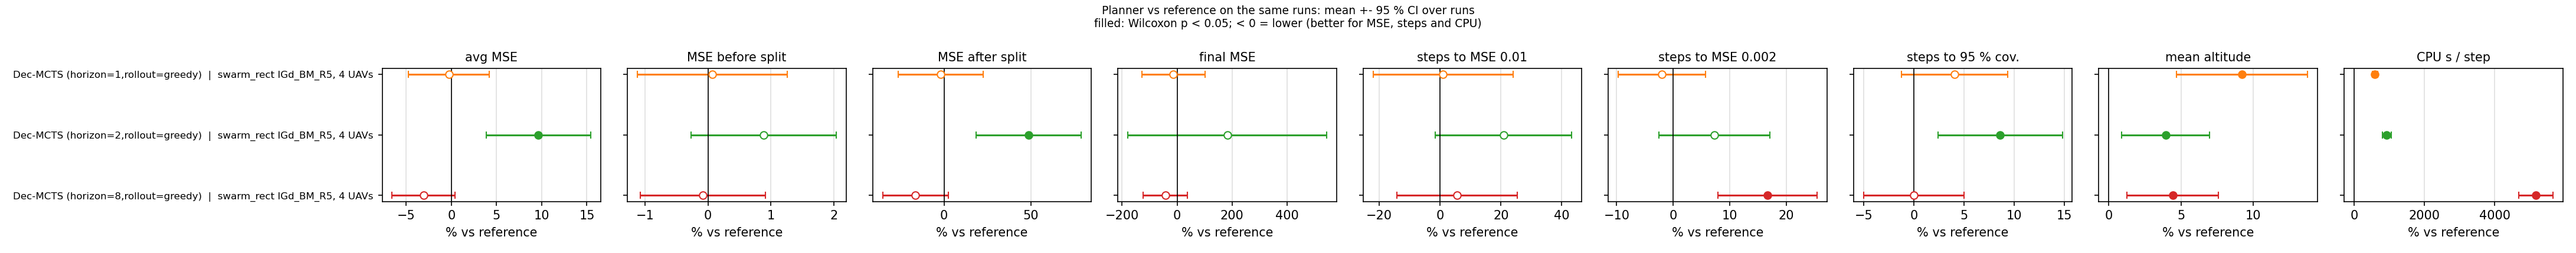 Planner vs reference on the same runs: mean +- 95 % CI over runs
filled: Wilcoxon p < 0.05; < 0 = lower (better for MSE, steps and CPU)
avg MSE
MSE before split
MSE after split
final MSE
steps to MSE 0.01
steps to MSE 0.002
steps to 95 % cov.
mean altitude
CPU s / step
Dec-MCTS (horizon=1,rollout=greedy) | swarm_rect IGd_BM_R5, 4 UAVs
Dec-MCTS (horizon=2,rollout=greedy) | swarm_rect IGd_BM_R5, 4 UAVs
Dec-MCTS (horizon=8,rollout=greedy) | swarm_rect IGd_BM_R5, 4 UAVs
−5 0 5 10 15
−1 0 1 2
0 50
−200 0 200 400
−20 0 20 40
−10 0 10 20
−5 0 5 10 15
0 5 10
0 2000 4000
% vs reference
% vs reference
% vs reference
% vs reference
% vs reference
% vs reference
% vs reference
% vs reference
% vs reference